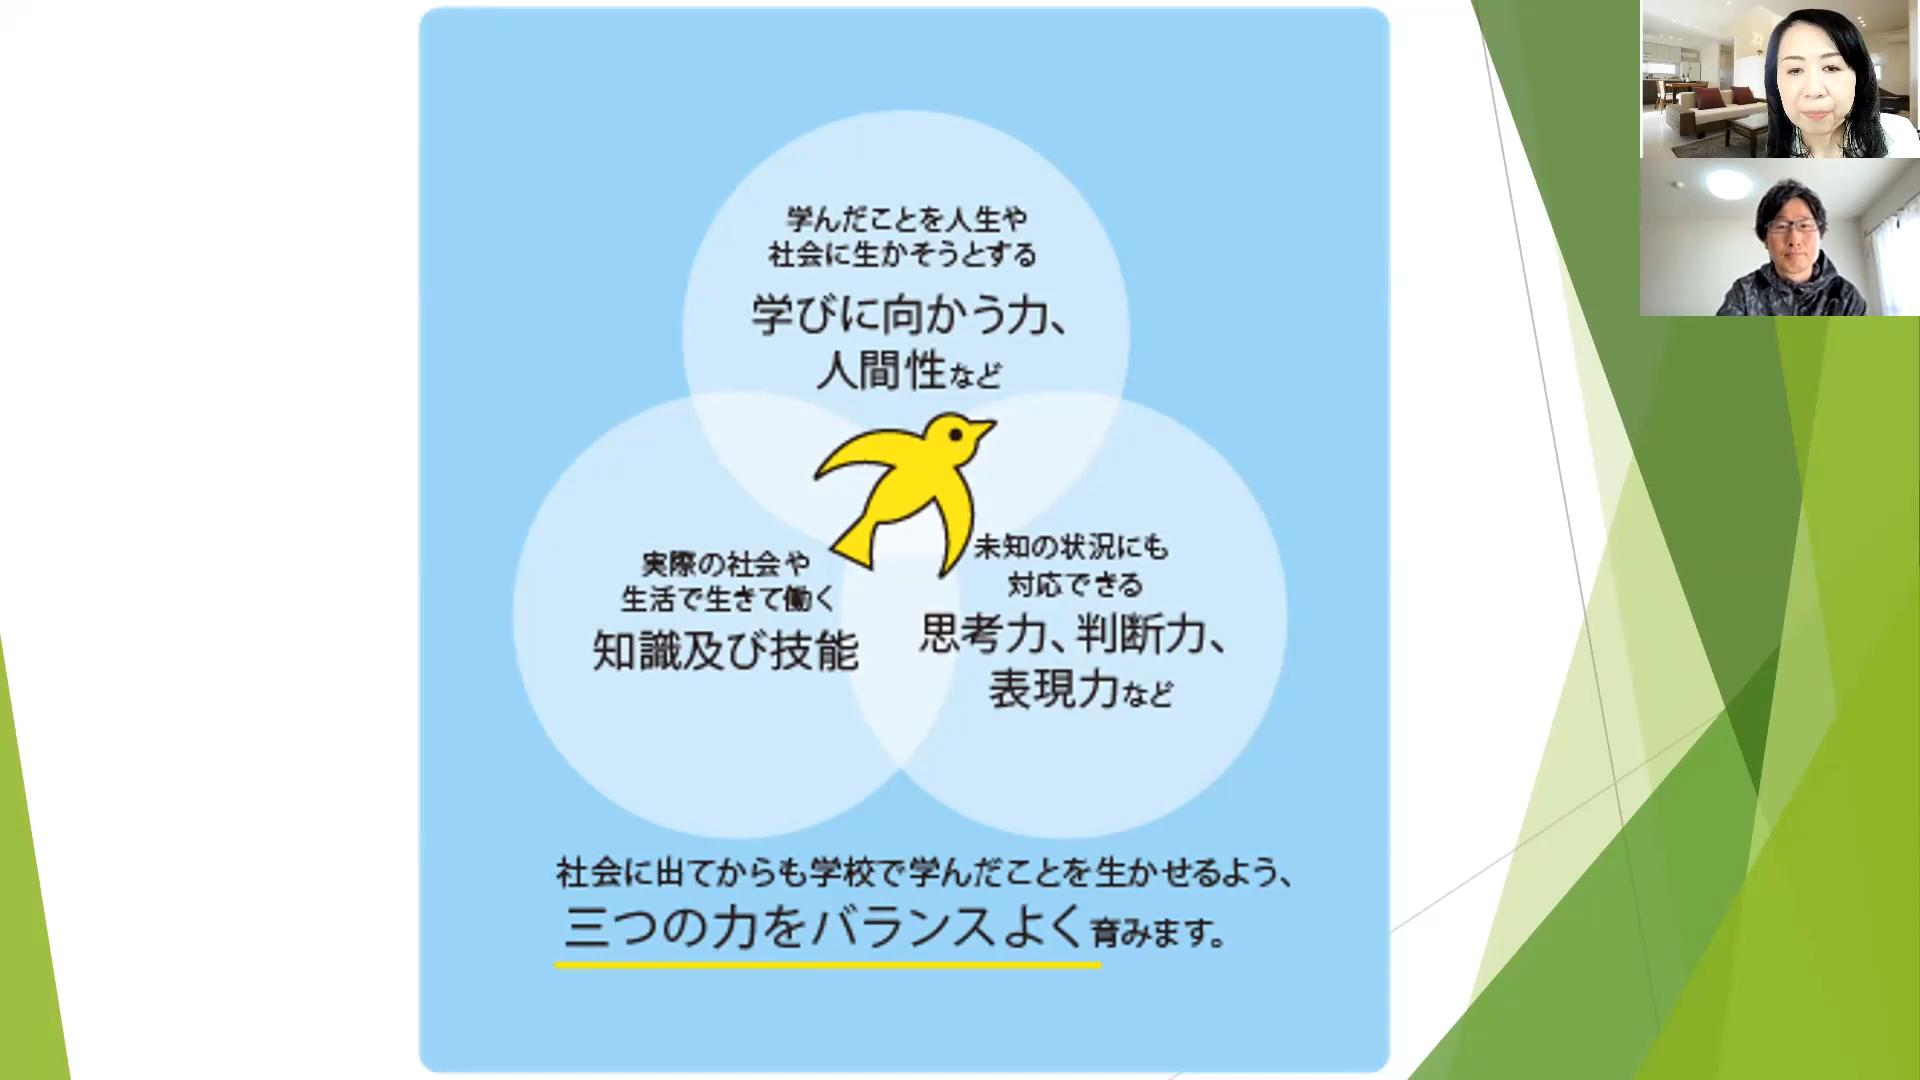 学んだことを人生や
社会に生かそうとする
学びに向かう力、
人間性など
実際の社会や
生活で生きて働く
知識及び技能
未知の状況にも
対応できる
思考力、判断力、
表現力など
社会に出てからも学校で学んだことを生かせるよう、
三つの力をバランスよく育みます。